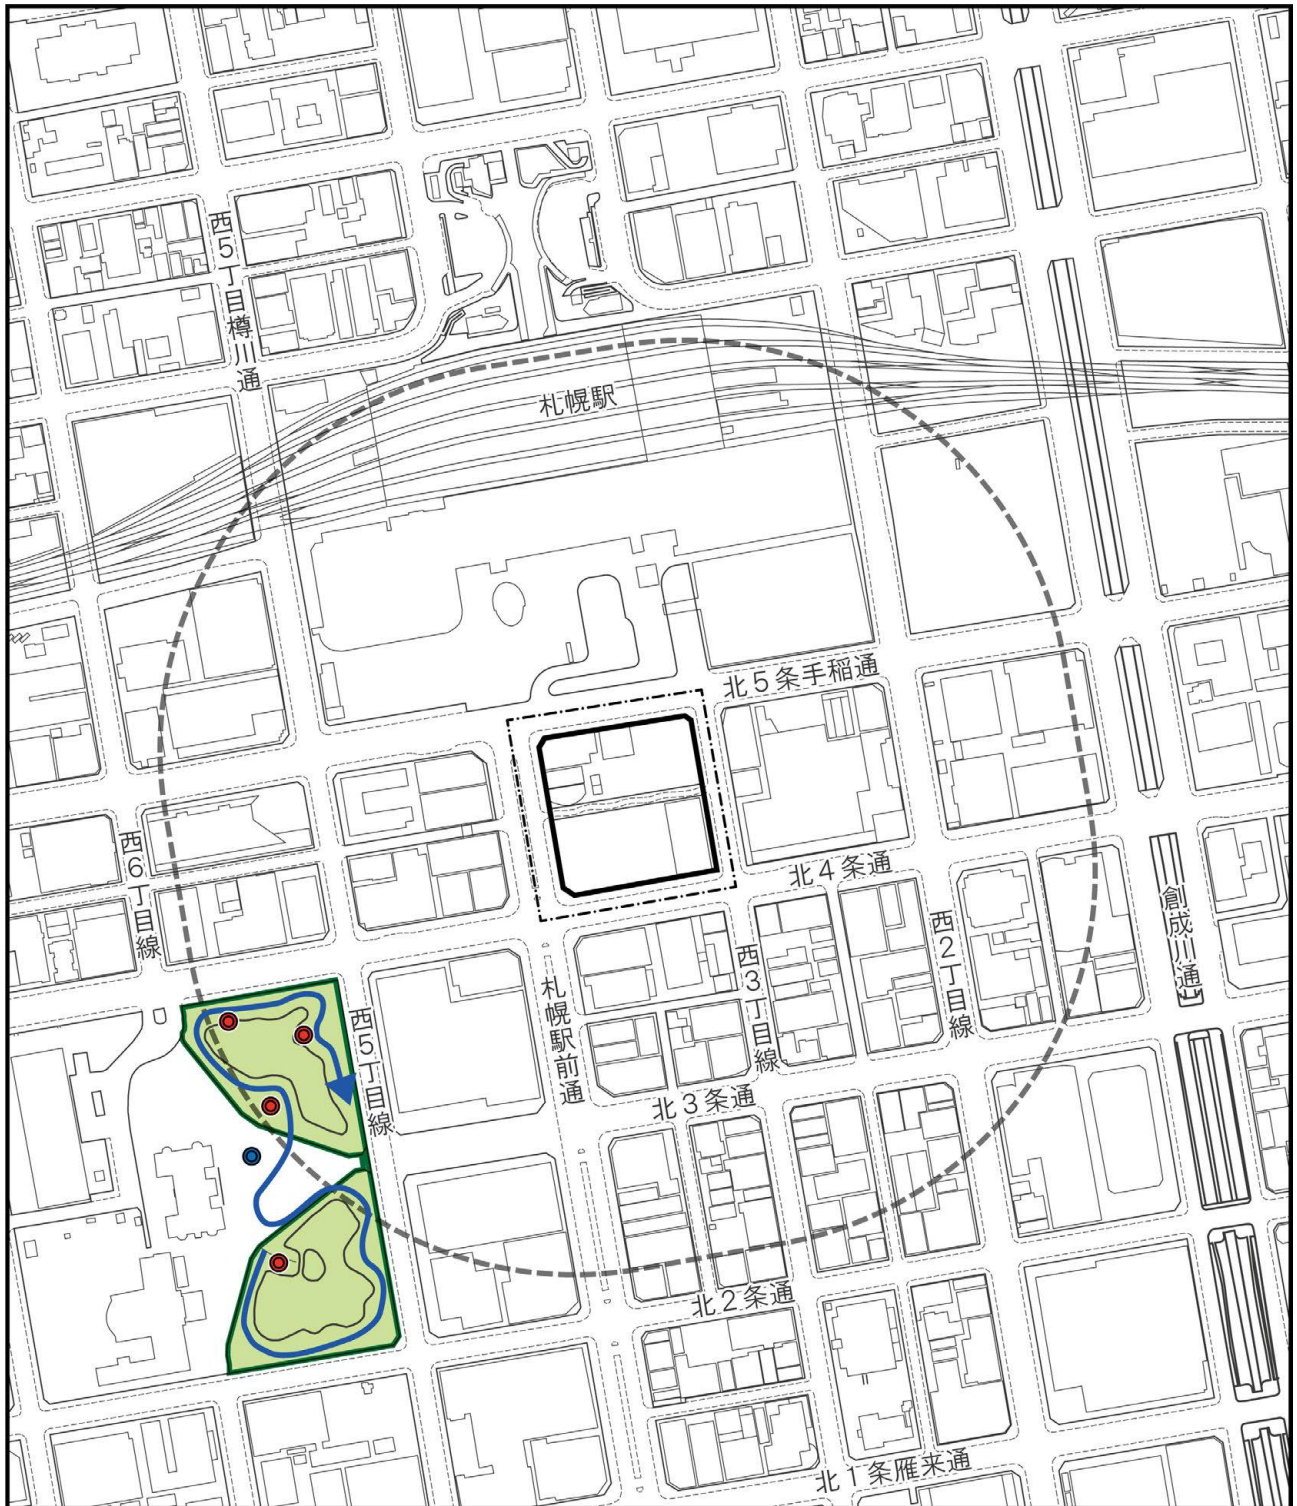 西5丁目樽川通
札幌駅
北5条手稲通
北4条通
西6丁目線
西5丁目線
札幌駅前通
西3丁目線
西2丁目線
創成川通
北3条通
北2条通
北1条雁来通